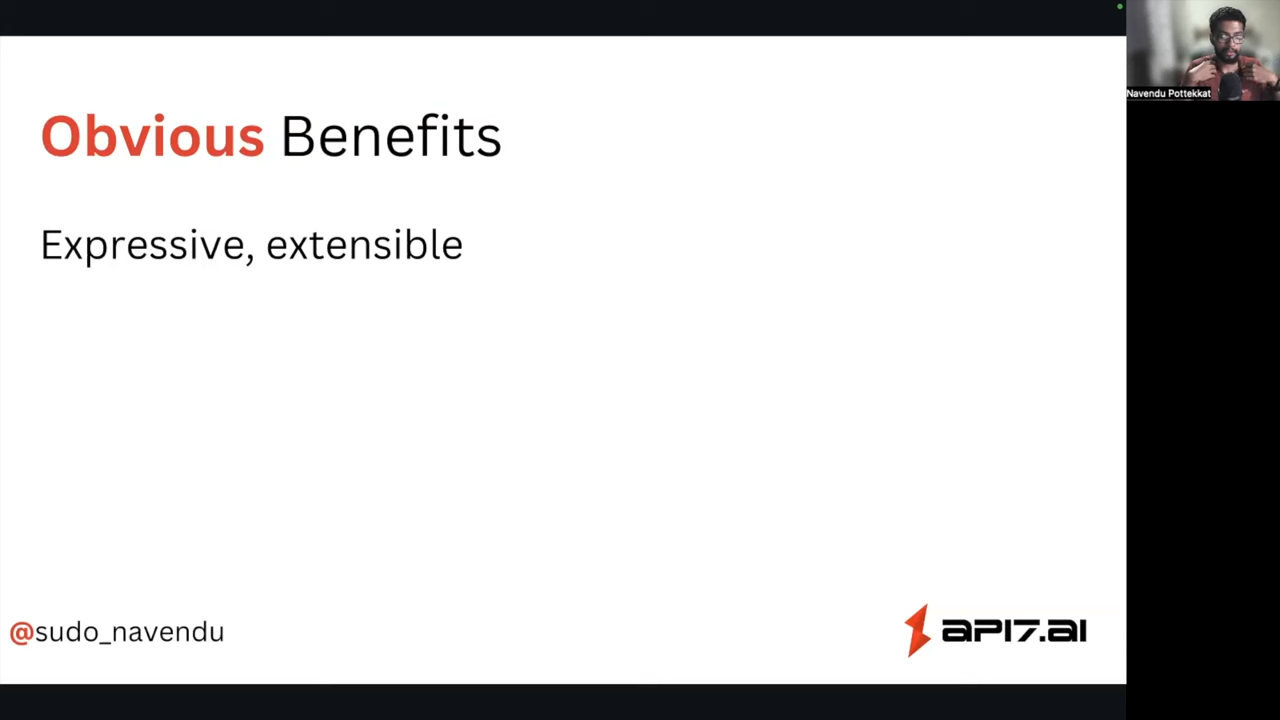 Obvious Benefits
Expressive, extensible
@sudo_navendu
API7.AI
Navendu Pottekkat